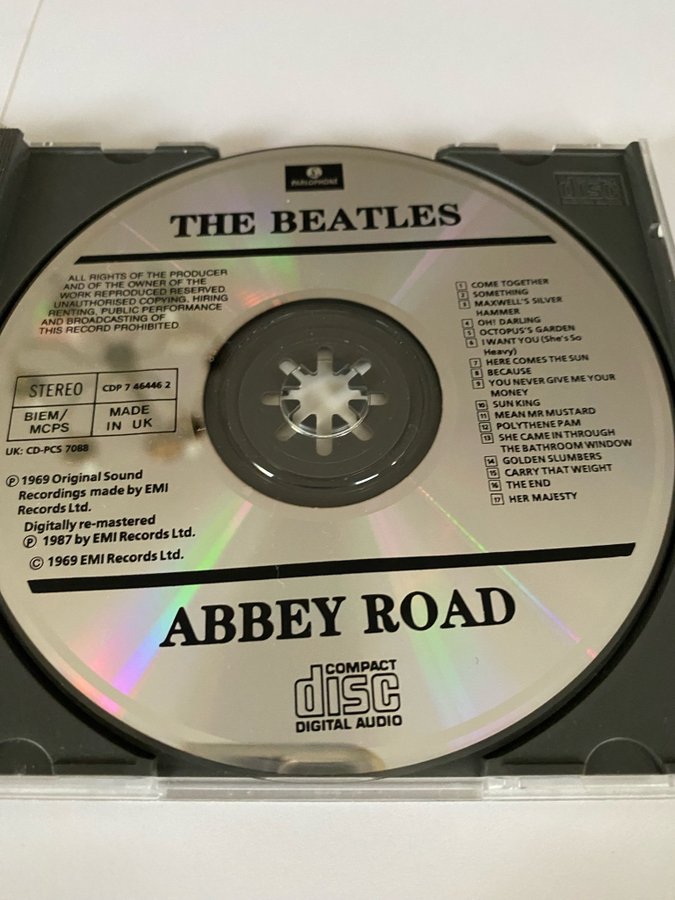 PARLOPHONE
THE BEATLES
ALL RIGHTS OF THE PRODUCER
AND OF THE OWNER OF THE
WORK REPRODUCED RESERVED.
UNAUTHORISED COPYING, HIRING
RENTING, PUBLIC PERFORMANCE
AND BROADCASTING OF
THIS RECORD PROHIBITED.
STEREO
CDP 7 46446 2
BIEM/
MCPS
MADE
IN UK
UK: CD-PCS 7088
Ⓟ 1969 Original Sound
Recordings made by EMI
Records Ltd.
Digitally re-mastered
Ⓟ 1987 by EMI Records Ltd.
© 1969 EMI Records Ltd.
1 COME TOGETHER
2 SOMETHING
3 MAXWELL'S SILVER
HAMMER
4 OH! DARLING
5 OCTOPUS'S GARDEN
6 I WANT YOU (She's So
Heavy)
7 HERE COMES THE SUN
8 BECAUSE
9 YOU NEVER GIVE ME YOUR
MONEY
10 SUN KING
11 MEAN MR MUSTARD
12 POLYTHENE PAM
13 SHE CAME IN THROUGH
THE BATHROOM WINDOW
14 GOLDEN SLUMBERS
15 CARRY THAT WEIGHT
16 THE END
17 HER MAJESTY
ABBEY ROAD
COMPACT
disc
DIGITAL AUDIO
disc